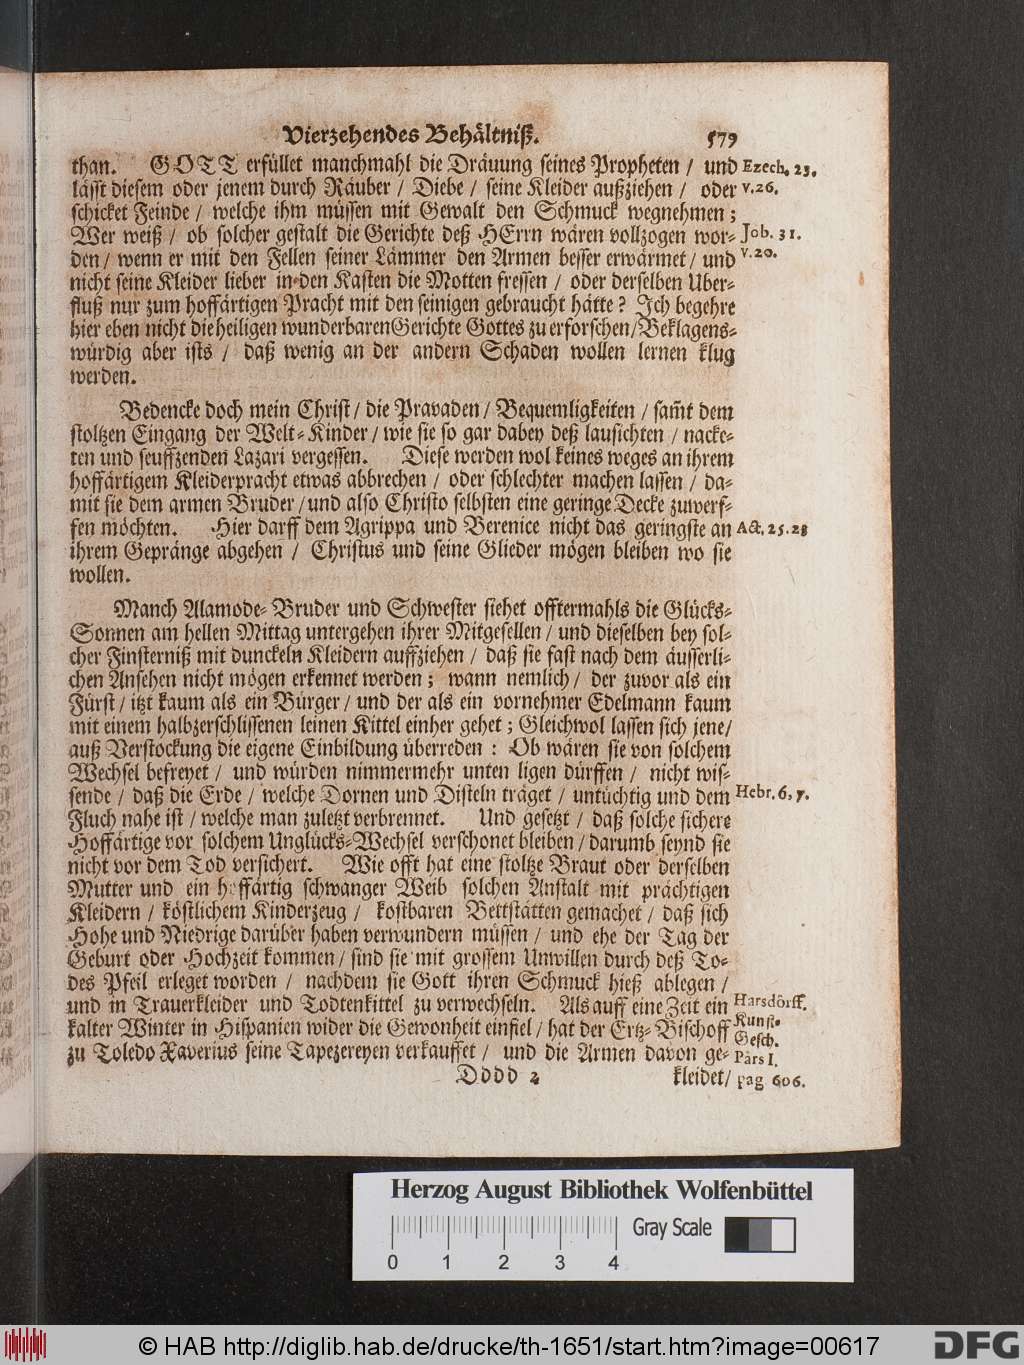 Vierzehendes Behältniß. 579
than. GOTT erfüllet manchmahl die Dräuung seines Propheten / und
lässt diesem oder jenem durch Räuber / Diebe / seine Kleider außziehen / oder
schicket Feinde / welche ihm müssen mit Gewalt den Schmuck wegnehmen ;
Wer weiß / ob solcher gestalt die Gerichte deß HErrn wären vollzogen wor-
den / wenn er mit den Fellen seiner Lämmer den Armen besser erwärmet / und
nicht seine Kleider lieber in den Kasten die Motten fressen / oder derselben Uber-
fluß nur zum hoffärtigen Pracht mit den seinigen gebraucht hätte ? Ich begehre
hier eben nicht die heiligen wunderbaren Gerichte Gottes zu erforschen / Beklagens-
würdig aber ists / daß wenig an der andern Schaden wollen lernen klug
werden.
Ezech. 23.
v. 26.
Job. 31.
v. 20.
Bedencke doch mein Christ / die Pravaden / Bequemligkeiten / sam̃t dem
stoltzen Eingang der Welt-Kinder / wie sie so gar dabey deß lausichten / nacke-
ten und seuffzenden Lazari vergessen. Diese werden wol keines weges an ihrem
hoffärtigem Kleiderpracht etwas abbrechen / oder schlechter machen lassen / da-
mit sie dem armen Bruder / und also Christo selbsten eine geringe Decke zuwerf-
fen möchten. Hier darff dem Agrippa und Berenice nicht das geringste an
ihrem Gepränge abgehen / Christus und seine Glieder mögen bleiben wo sie
wollen.
Act. 25. 28
Manch Alamode-Bruder und Schwester siehet offtermahls die Glücks-
Sonnen am hellen Mittag untergehen ihrer Mitgesellen / und dieselben bey sol-
cher Finsterniß mit dunckeln Kleidern auffziehen / daß sie fast nach dem äusserli-
chen Ansehen nicht mögen erkennet werden ; wann nemlich / der zuvor als ein
Fürst / itzt kaum als ein Bürger / und der als ein vornehmer Edelmann kaum
mit einem halbzerschlissenen leinen Kittel einher gehet ; Gleichwol lassen sich jene /
auß Verstockung die eigene Einbildung überreden : Ob wären sie von solchem
Wechsel befreyet / und würden nimmermehr unten ligen dürffen / nicht wis-
sende / daß die Erde / welche Dornen und Disteln träget / untüchtig und dem
Fluch nahe ist / welche man zuletzt verbrennet. Und gesetzt / daß solche sichere
Hoffärtige vor solchem Unglücks-Wechsel verschonet bleiben / darumb seynd sie
nicht vor dem Tod versichert. Wie offt hat eine stoltze Braut oder derselben
Mutter und ein hoffärtig schwanger Weib solchen Anstalt mit prächtigen
Kleidern / köstlichem Kinderzeug / kostbaren Bettstätten gemachet / daß sich
Hohe und Niedrige darüber haben verwundern müssen / und ehe der Tag der
Geburt oder Hochzeit kommen / sind sie mit grossem Unwillen durch deß To-
des Pfeil erleget worden / nachdem sie Gott ihren Schmuck hieß ablegen /
und in Trauerkleider und Todtenkittel zu verwechseln. Als auff eine Zeit ein
kalter Winter in Hispanien wider die Gewonheit einfiel / hat der Ertz-Bischoff
zu Toledo Xaverius seine Tapezereyen verkauffet / und die Armen davon ge-
Hebr. 6, 7.
Harsdörff.
Kunst-
Gesch.
Pars I.
pag 606.
Dddd 2 kleidet /
Herzog August Bibliothek Wolfenbüttel
Gray Scale
0 1 2 3 4
© HAB http://diglib.hab.de/drucke/th-1651/start.htm?image=00617
DFG